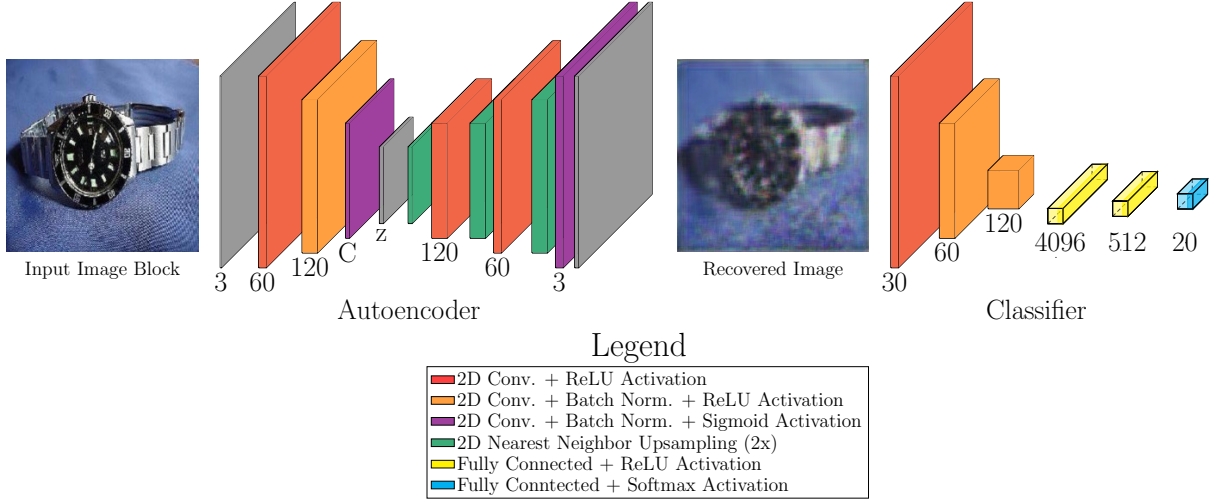 Input Image Block
3
60
120
C
z
120
60
3
Autoencoder
Recovered Image
30
60
120
4096
512
20
Classifier
Legend
2D Conv. + ReLU Activation
2D Conv. + Batch Norm. + ReLU Activation
2D Conv. + Batch Norm. + Sigmoid Activation
2D Nearest Neighbor Upsampling (2x)
Fully Connected + ReLU Activation
Fully Conntected + Softmax Activation